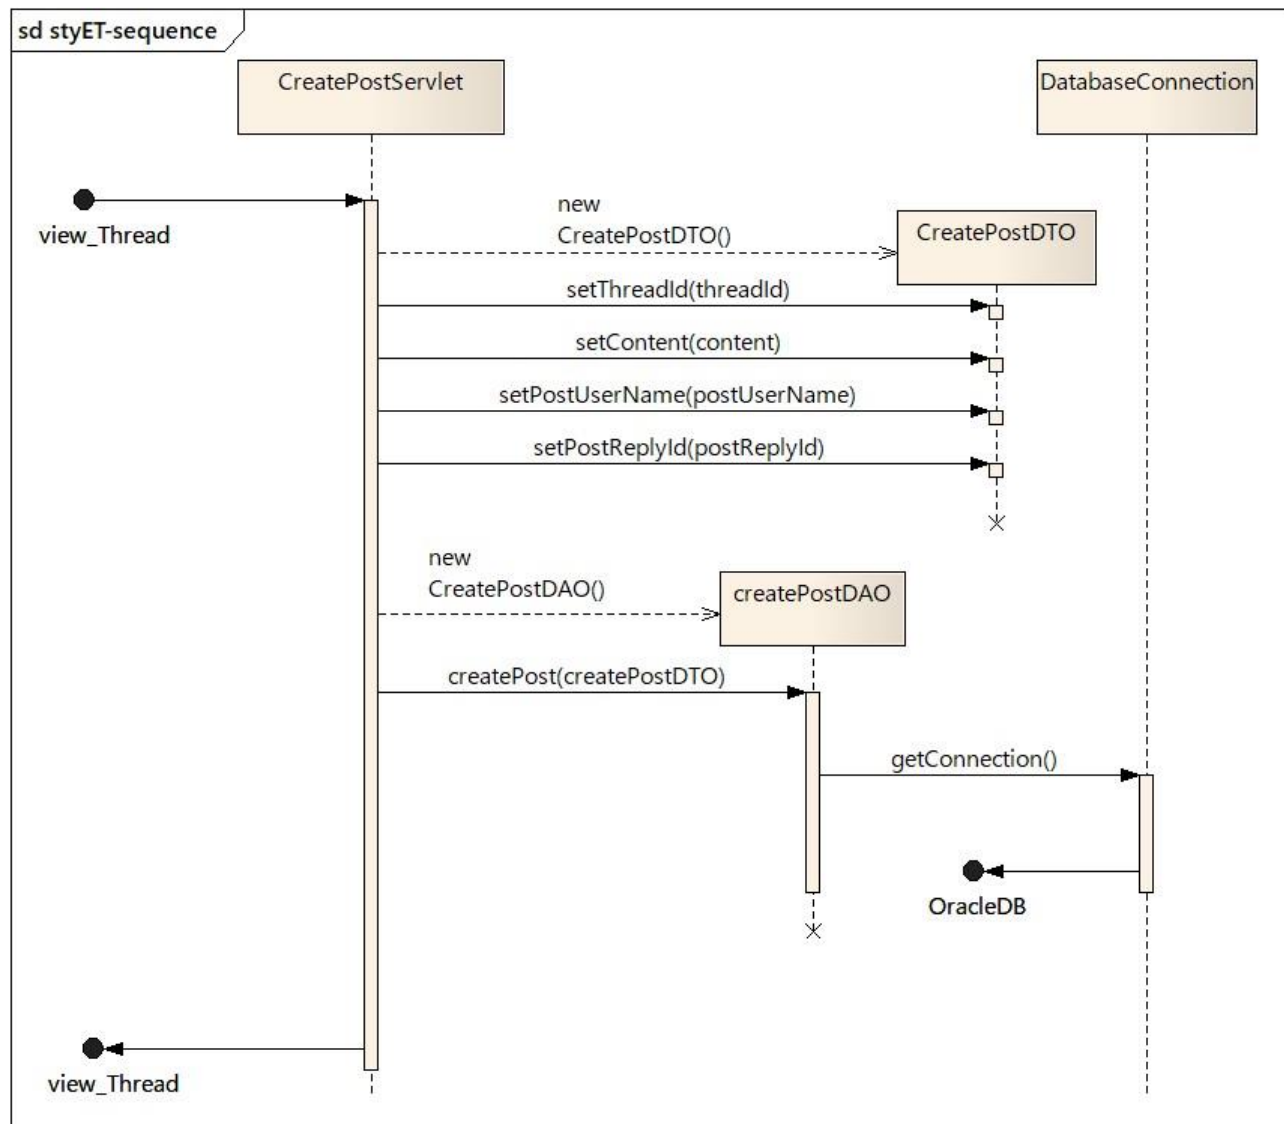 sd styET-sequence
CreatePostServlet
DatabaseConnection
view_Thread
new
CreatePostDTO()
CreatePostDTO
setThreadId(threadId)
setContent(content)
setPostUserName(postUserName)
setPostReplyId(postReplyId)
new
CreatePostDAO()
createPostDAO
createPost(createPostDTO)
getConnection()
OracleDB
view_Thread